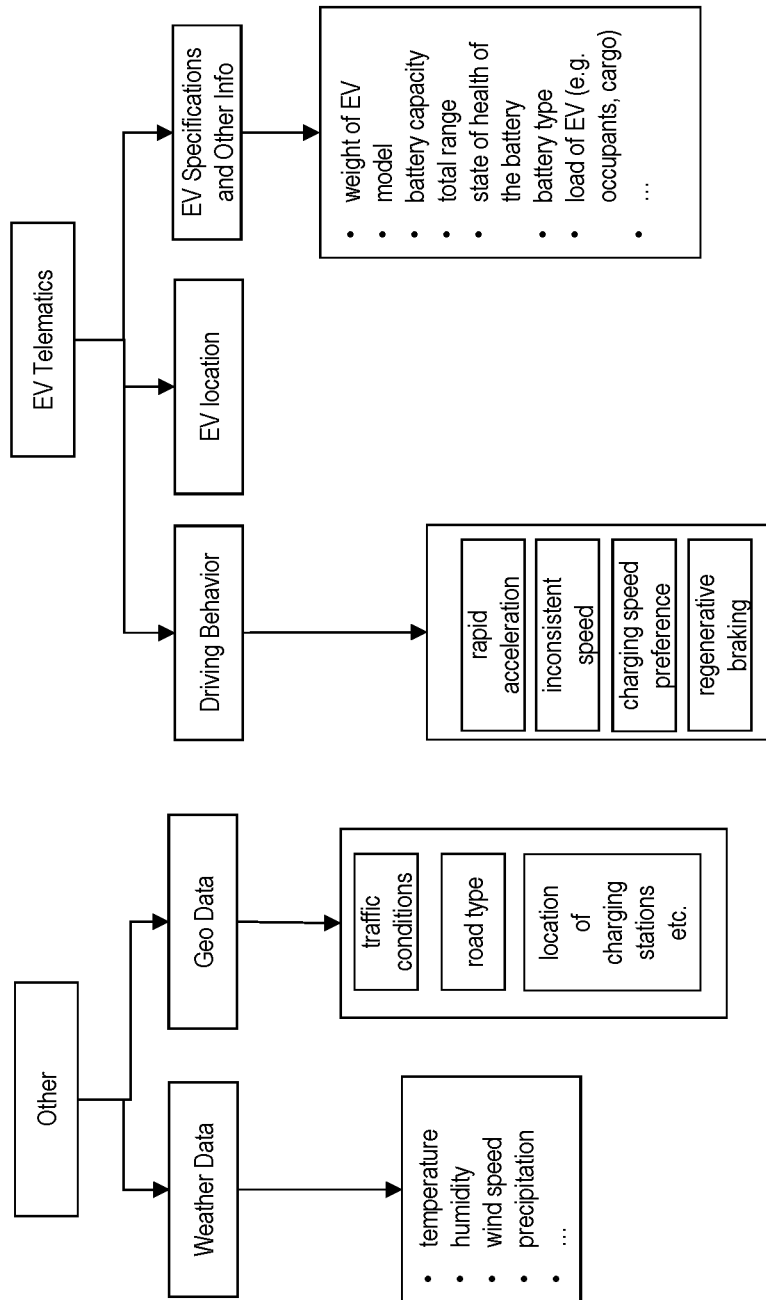 Other
Weather Data
• temperature
• humidity
• wind speed
• precipitation
• ...
Geo Data
traffic
conditions
road type
location
of
charging
stations
etc.
EV Telematics
Driving Behavior
rapid
acceleration
inconsistent
speed
charging speed
preference
regenerative
braking
EV location
EV Specifications
and Other Info
• weight of EV
• model
• battery capacity
• total range
• state of health of
the battery
• battery type
• load of EV (e.g.
occupants, cargo)
• ...